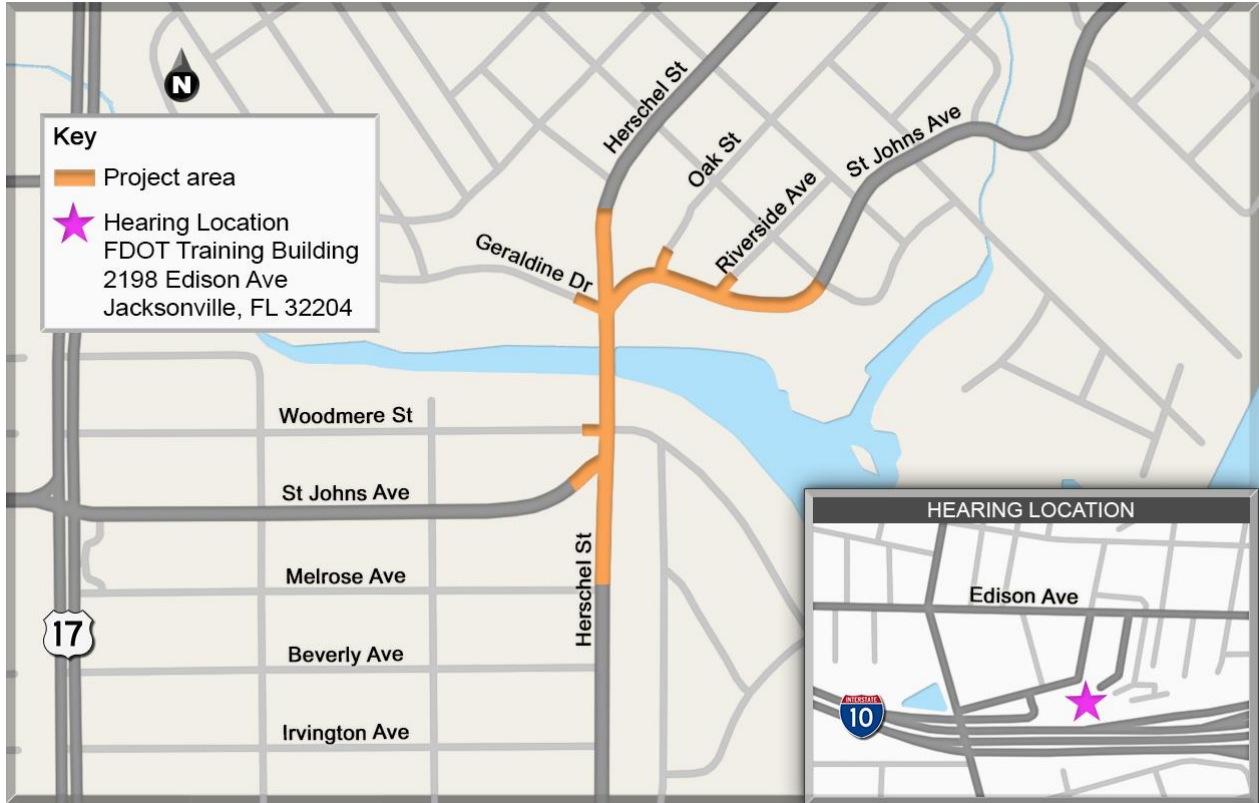 N
Key
Project area
Hearing Location
FDOT Training Building
2198 Edison Ave
Jacksonville, FL 32204
Herschel St
Oak St
St Johns Ave
Riverside Ave
Geraldine Dr
Woodmere St
St Johns Ave
Herschel St
Melrose Ave
17
Beverly Ave
Irvington Ave
HEARING LOCATION
Edison Ave
INTERSTATE
10